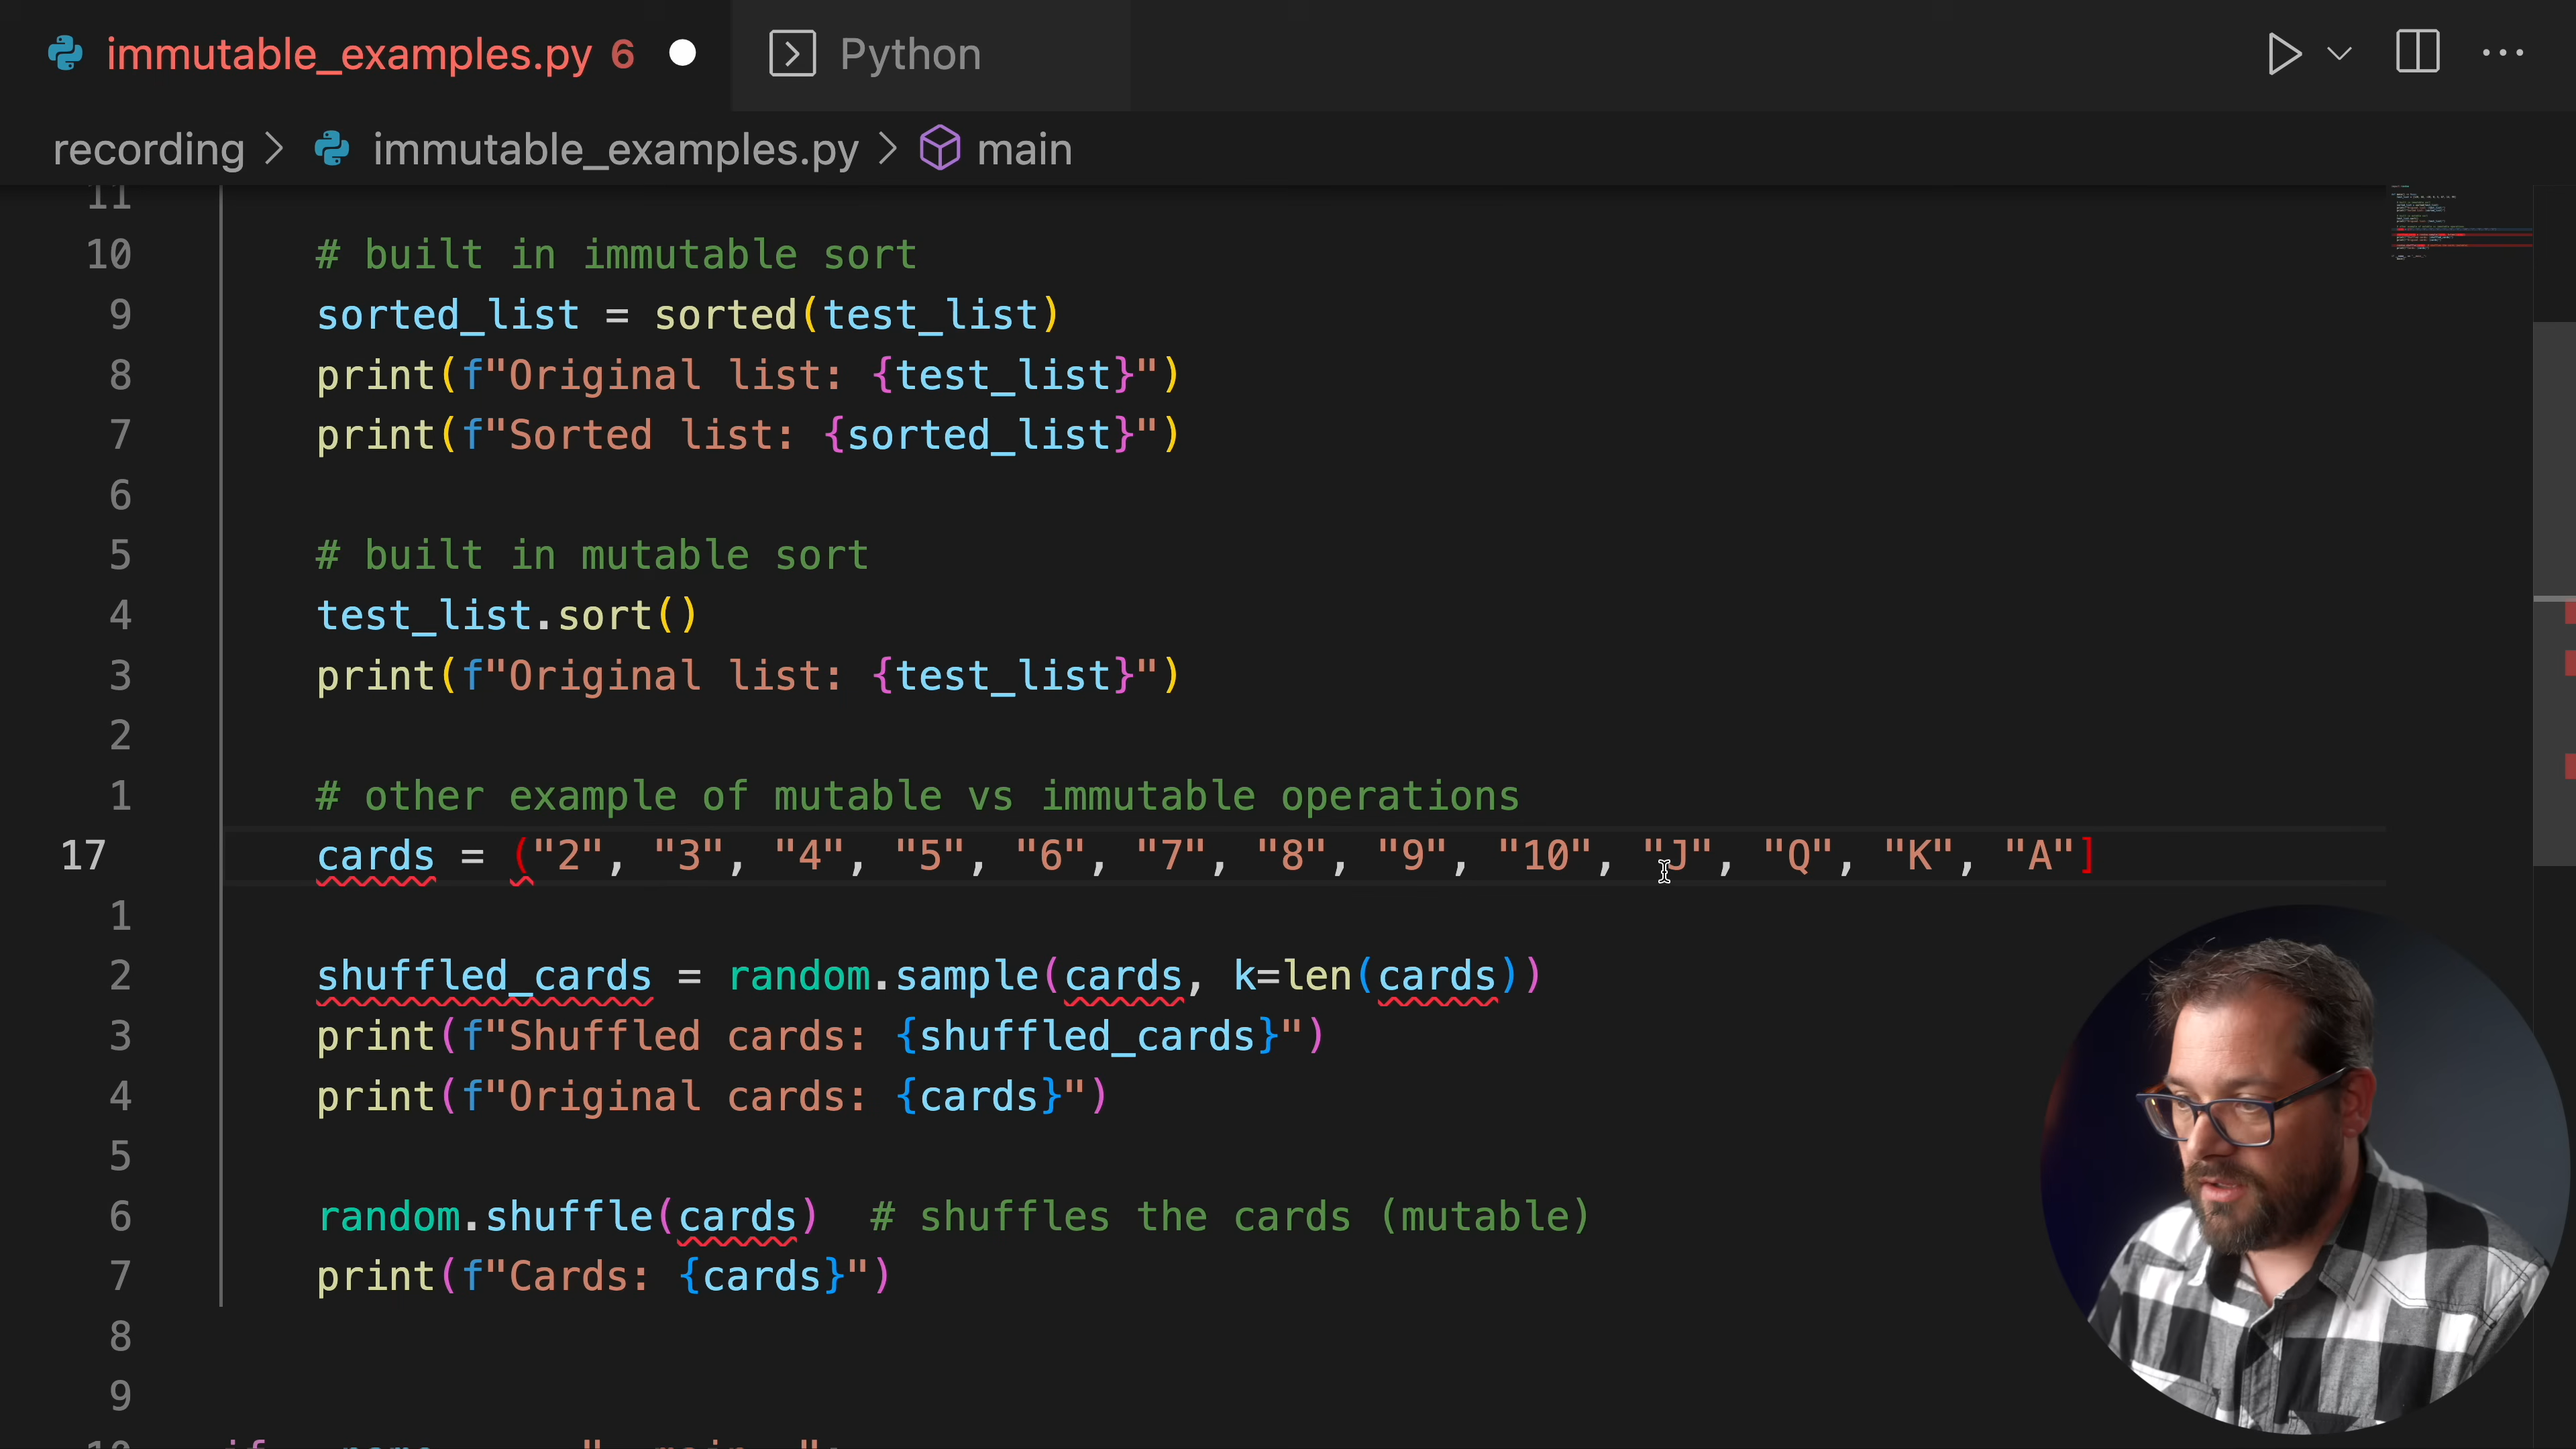 immutable_examples.py 6 Python
recording > immutable_examples.py > main
11
10 # built in immutable sort
9 sorted_list = sorted(test_list)
8 print(f"Original list: {test_list}")
7 print(f"Sorted list: {sorted_list}")
6
5 # built in mutable sort
4 test_list.sort()
3 print(f"Original list: {test_list}")
2
1 # other example of mutable vs immutable operations
17 cards = ("2", "3", "4", "5", "6", "7", "8", "9", "10", "J", "Q", "K", "A"]
1
2 shuffled_cards = random.sample(cards, k=len(cards))
3 print(f"Shuffled cards: {shuffled_cards}")
4 print(f"Original cards: {cards}")
5
6 random.shuffle(cards) # shuffles the cards (mutable)
7 print(f"Cards: {cards}")
8
9